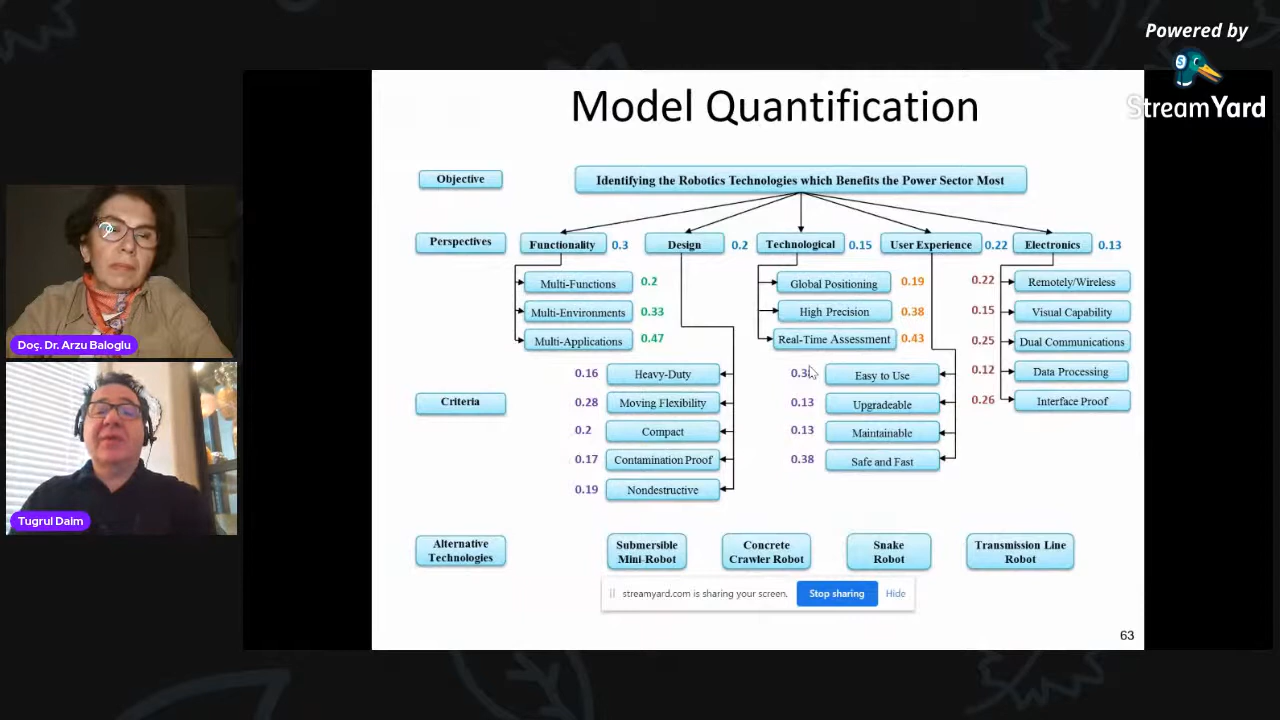 Powered by
StreamYard
Model Quantification
Objective
Identifying the Robotics Technologies which Benefits the Power Sector Most
Perspectives
Functionality 0.3
Design 0.2
Technological 0.15
User Experience 0.22
Electronics 0.13
Multi-Functions 0.2
Multi-Environments 0.33
Multi-Applications 0.47
Global Positioning 0.19
High Precision 0.38
Real-Time Assessment 0.43
0.22 Remotely/Wireless
0.15 Visual Capability
0.25 Dual Communications
0.12 Data Processing
0.26 Interface Proof
Criteria
0.16 Heavy-Duty
0.28 Moving Flexibility
0.2 Compact
0.17 Contamination Proof
0.19 Nondestructive
Easy to Use
0.13 Upgradeable
0.13 Maintainable
0.38 Safe and Fast
Alternative
Technologies
Submersible
Mini-Robot
Concrete
Crawler Robot
Snake
Robot
Transmission Line
Robot
streamyard.com is sharing your screen.
Stop sharing
Hide
63
Doç. Dr. Arzu Baloglu
Tugrul Daim